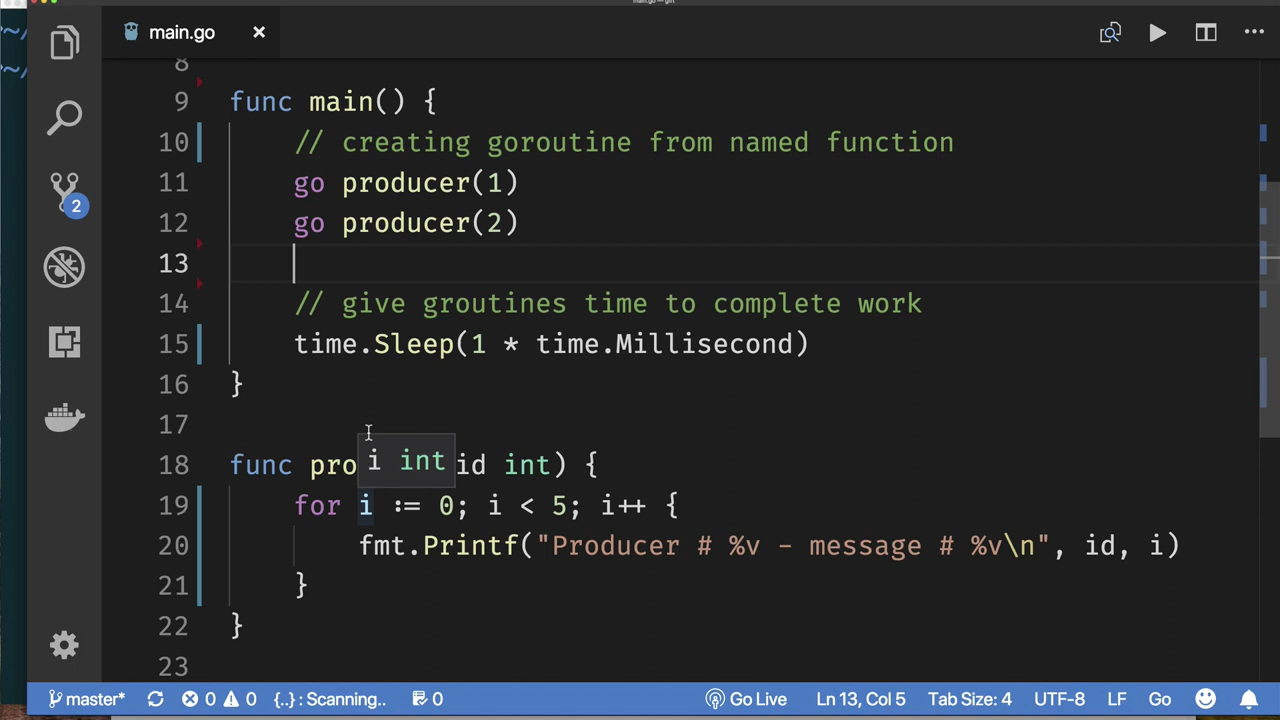 main.go - gift
~/
~/
main.go
8
9 func main() {
10 // creating goroutine from named function
11 go producer(1)
12 go producer(2)
13
14 // give groutines time to complete work
15 time.Sleep(1 * time.Millisecond)
16 }
17
i int
18 func pro id int) {
19 for i := 0; i < 5; i++ {
20 fmt.Printf("Producer # %v - message # %v\n", id, i)
21 }
22 }
23
2
master* 0 0 {..} : Scanning.. 0 Go Live Ln 13, Col 5 Tab Size: 4 UTF-8 LF Go